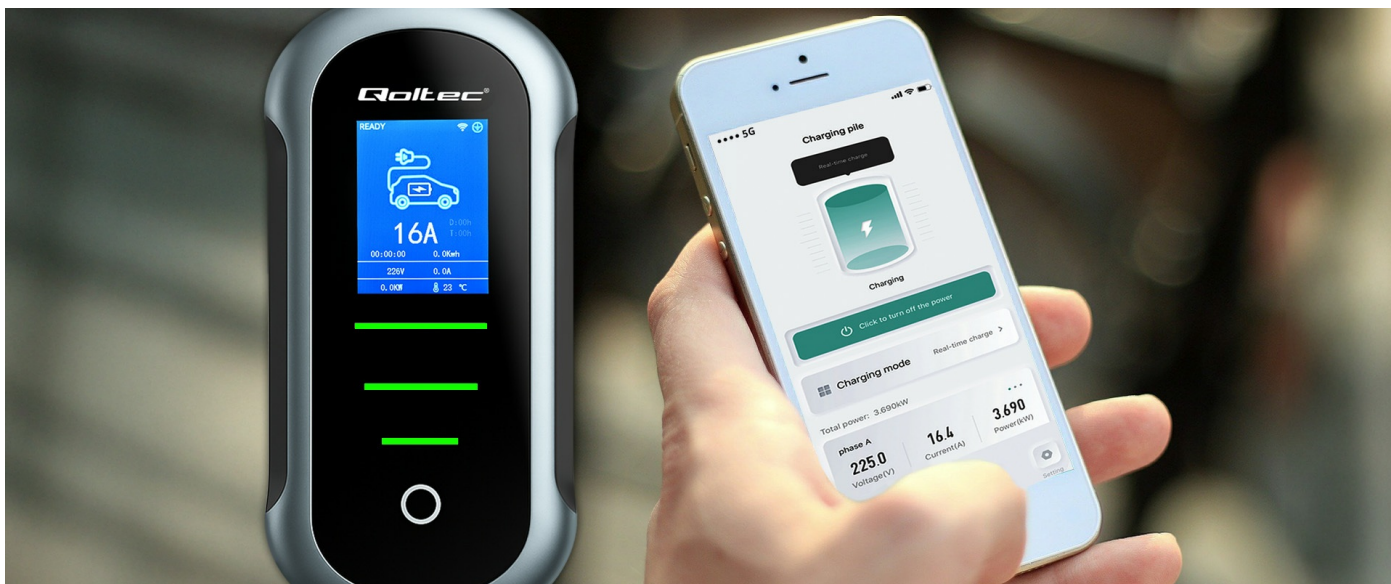 Qoltec®
READY
16A
D:00h
T:00h
00:00:00 0.0Kwh
226V 0.0A
0.0KW 23 ℃
5G
Charging pile
Real-time charge
Charging
Click to turn off the power
Charging mode Real-time charge >
Total power: 3.690kW
phase A
225.0 16.4 3.690
Voltage(V) Current(A) Power(kW)
Setting